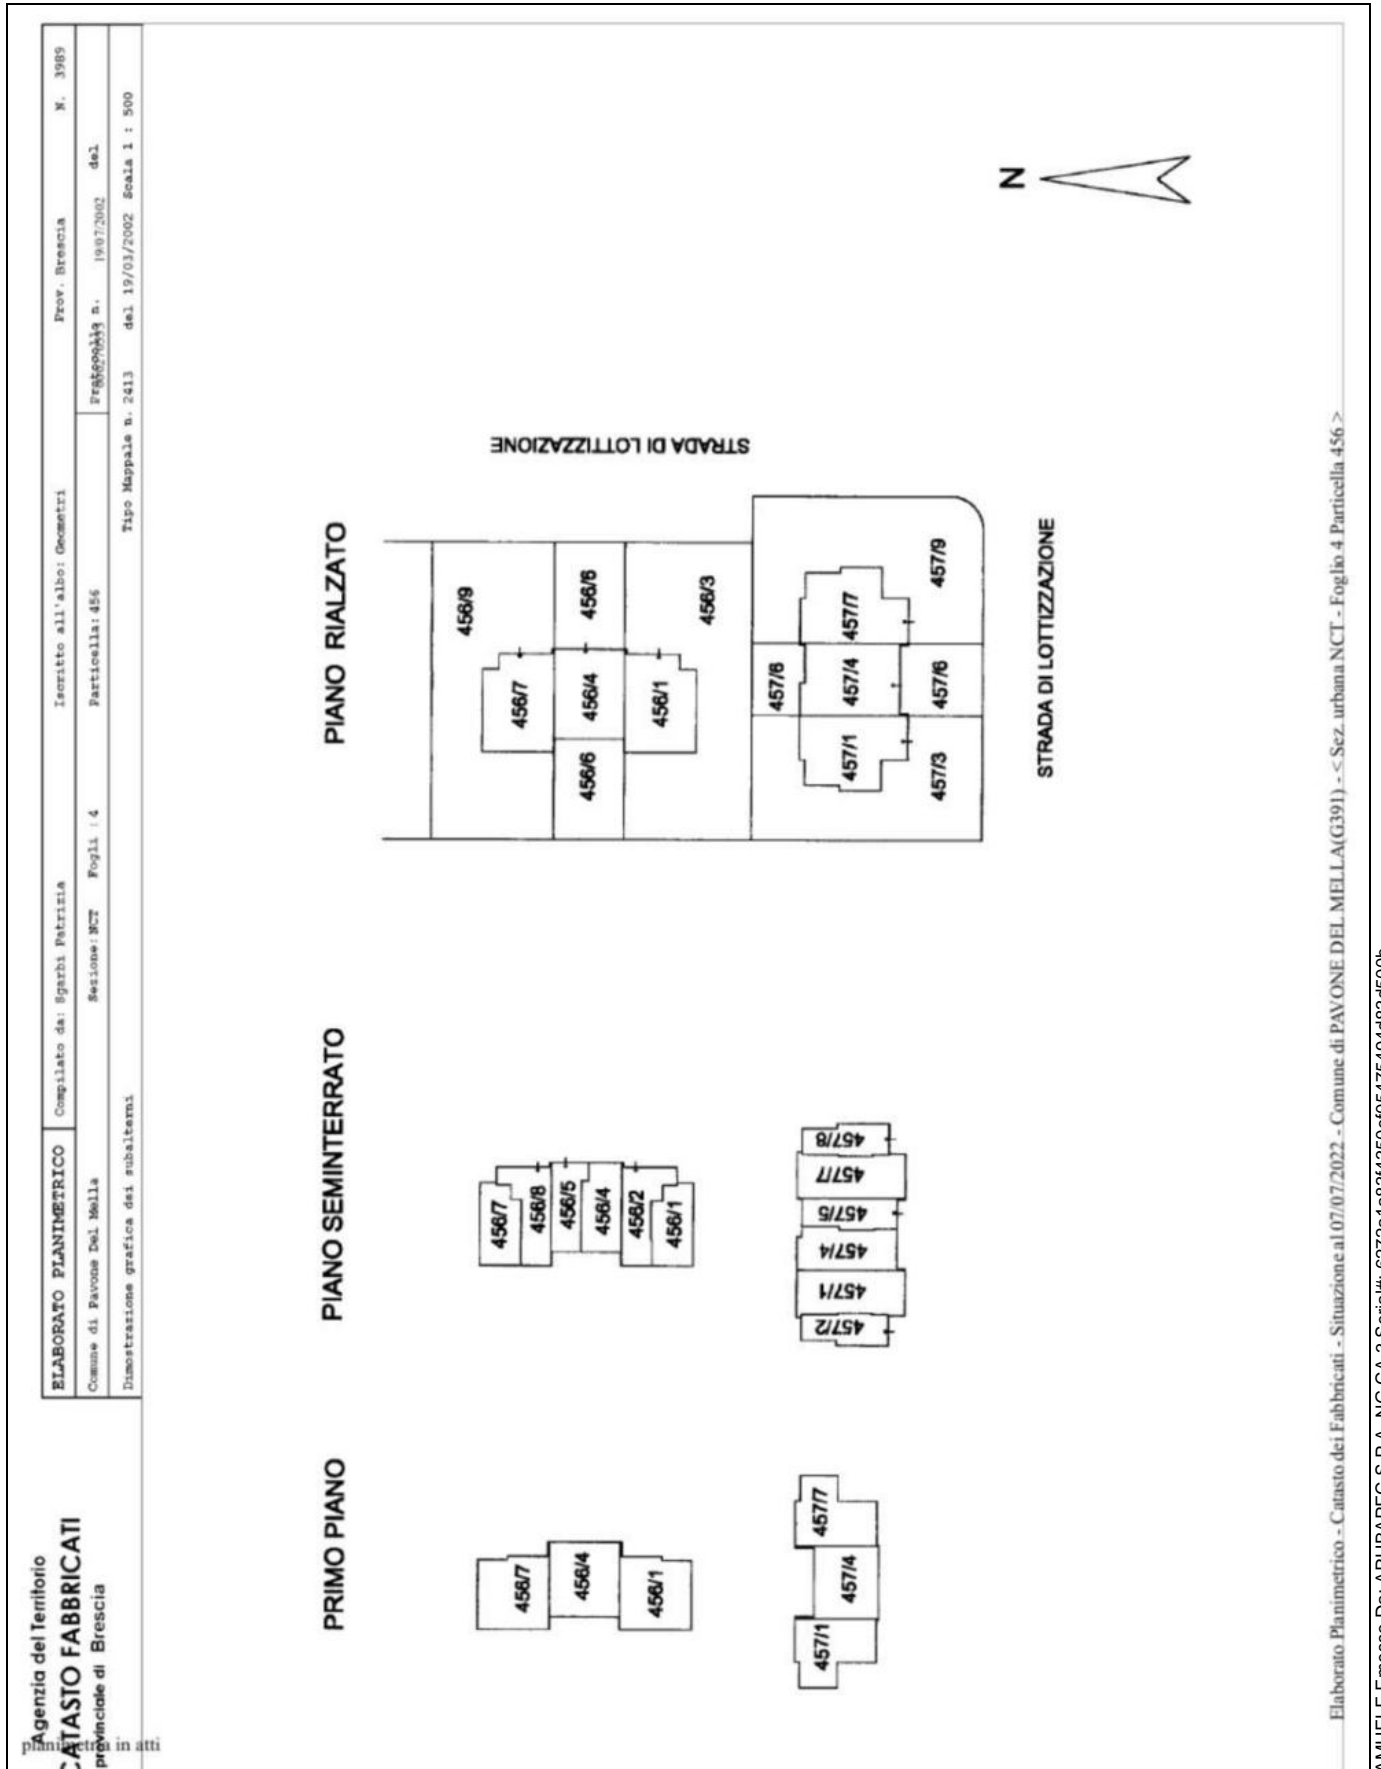 Agenzia del Territorio
CATASTO FABBRICATI
provinciale di Brescia
planimetria in atti
ELABORATO PLANIMETRICO
Compilato da: Sgarbi Patrizia
Iscritto all'albo: Geometri
Prov. Brescia N. 3989
Comune di Pavone Del Mella
Sezione: NCT Fogli : 4 Particella: 456
Protocollo n. 19/07/2002 del
Dimostrazione grafica dei subalterni
Tipo Mappale n. 2413 del 19/03/2002 Scala 1 : 500
PRIMO PIANO
PIANO SEMINTERRATO
PIANO RIALZATO
456/7
456/4
456/1
457/1
457/4
457/7
456/7
456/8
456/5
456/4
456/2
456/1
457/2
457/1
457/4
457/5
457/7
457/8
456/9
456/7
456/6
456/4
456/6
456/1
456/3
STRADA DI LOTTIZZAZIONE
457/6
457/1
457/4
457/7
457/3
457/6
457/9
STRADA DI LOTTIZZAZIONE
N
Elaborato Planimetrico - Catasto dei Fabbricati - Situazione al 07/07/2022 - Comune di PAVONE DEL MELLA(G391) - < Sez. urbana NCT - Foglio 4 Particella 456 >